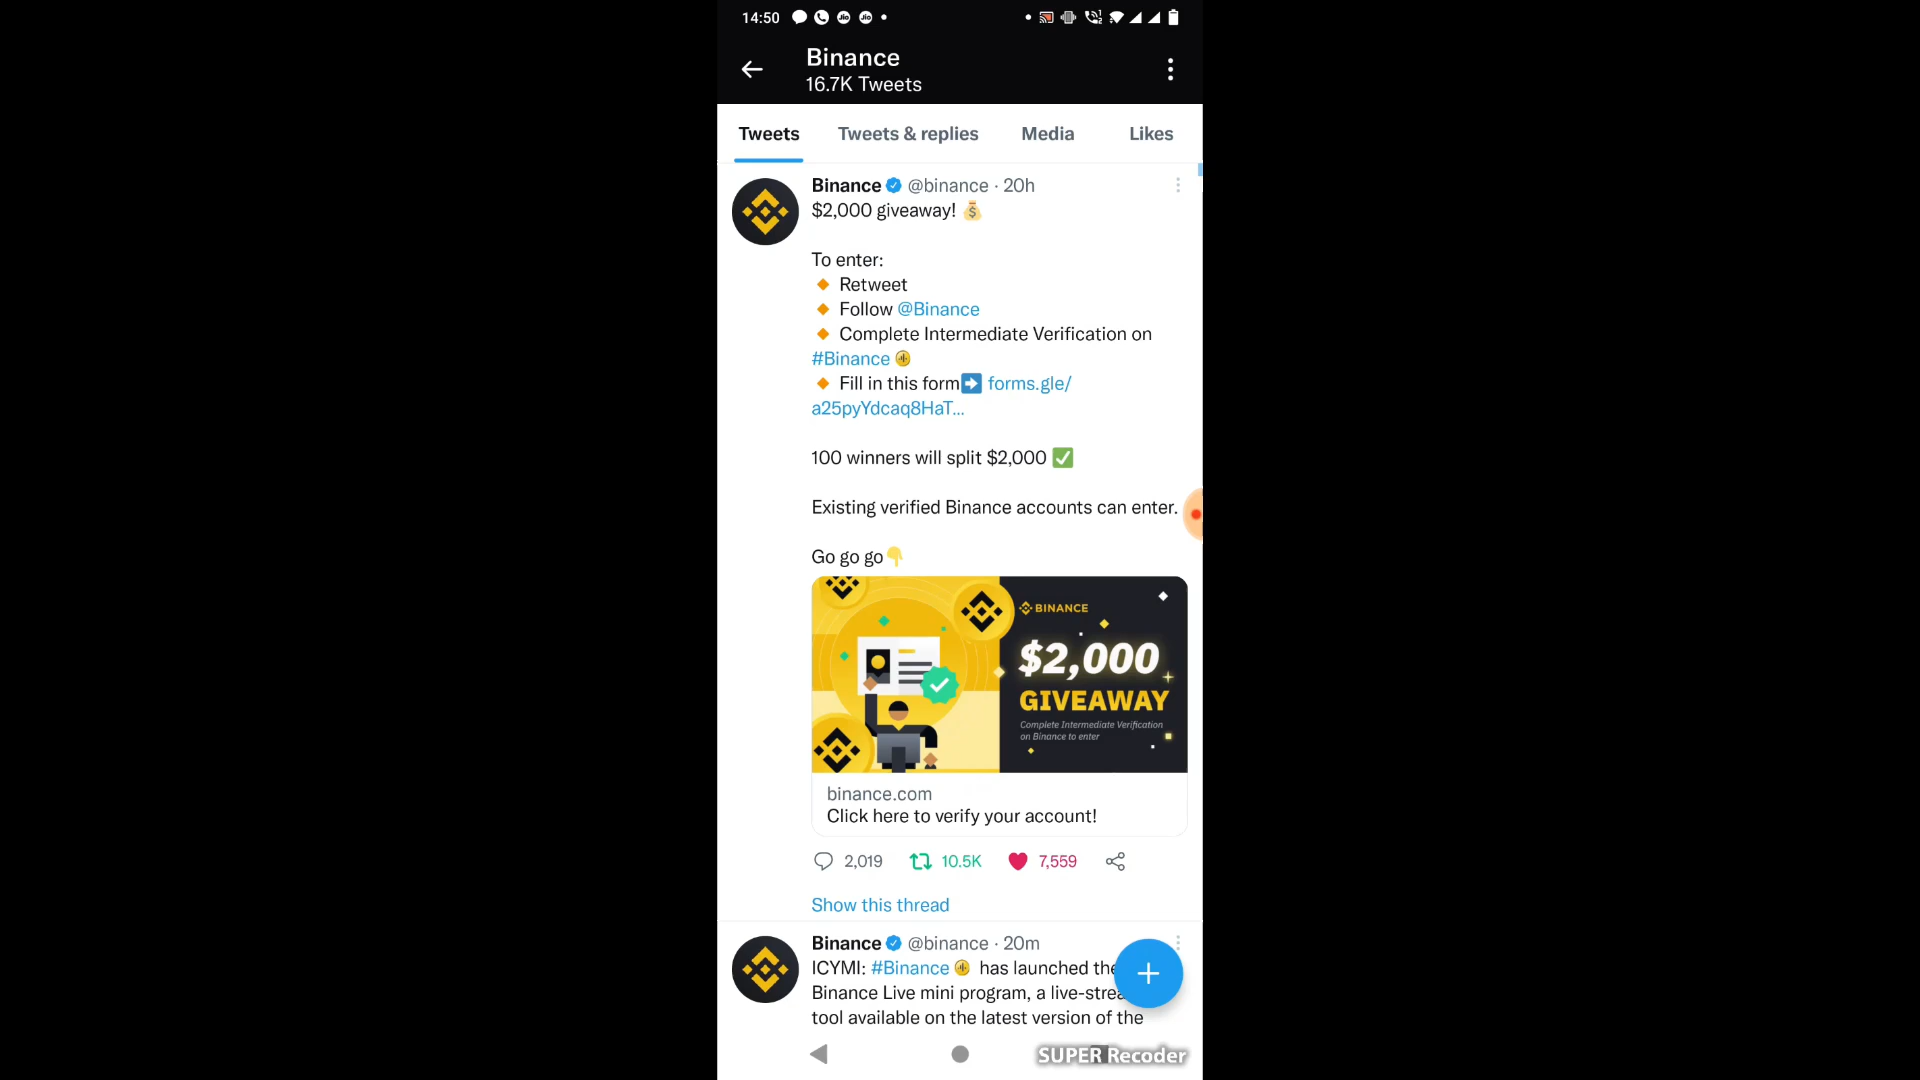 14:50
Binance
16.7K Tweets
Tweets Tweets & replies Media Likes
Binance @binance · 20h
$2,000 giveaway! 💰
To enter:
🔸 Retweet
🔸 Follow @Binance
🔸 Complete Intermediate Verification on
#Binance
🔸 Fill in this form➡️ forms.gle/
a25pyYdcaq8HaT...
100 winners will split $2,000 ✅
Existing verified Binance accounts can enter.
Go go go👇
BINANCE
$2,000
GIVEAWAY
Complete Intermediate Verification
on Binance to enter
binance.com
Click here to verify your account!
2,019 10.5K 7,559
Show this thread
Binance @binance · 20m
ICYMI: #Binance has launched the
Binance Live mini program, a live-strea
tool available on the latest version of the
SUPER Recoder